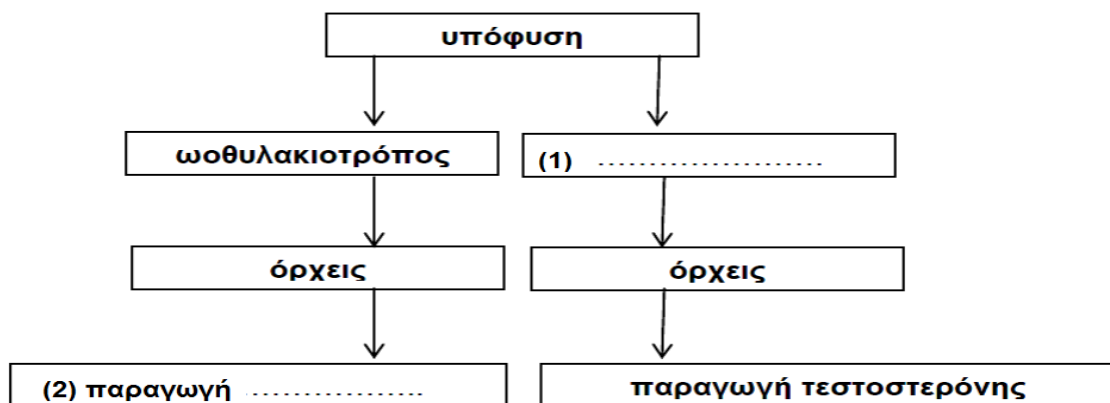 υπόφυση
ωοθυλακιοτρόπος
(1) ......................
όρχεις
όρχεις
(2) παραγωγή ..................
παραγωγή τεστοστερόνης